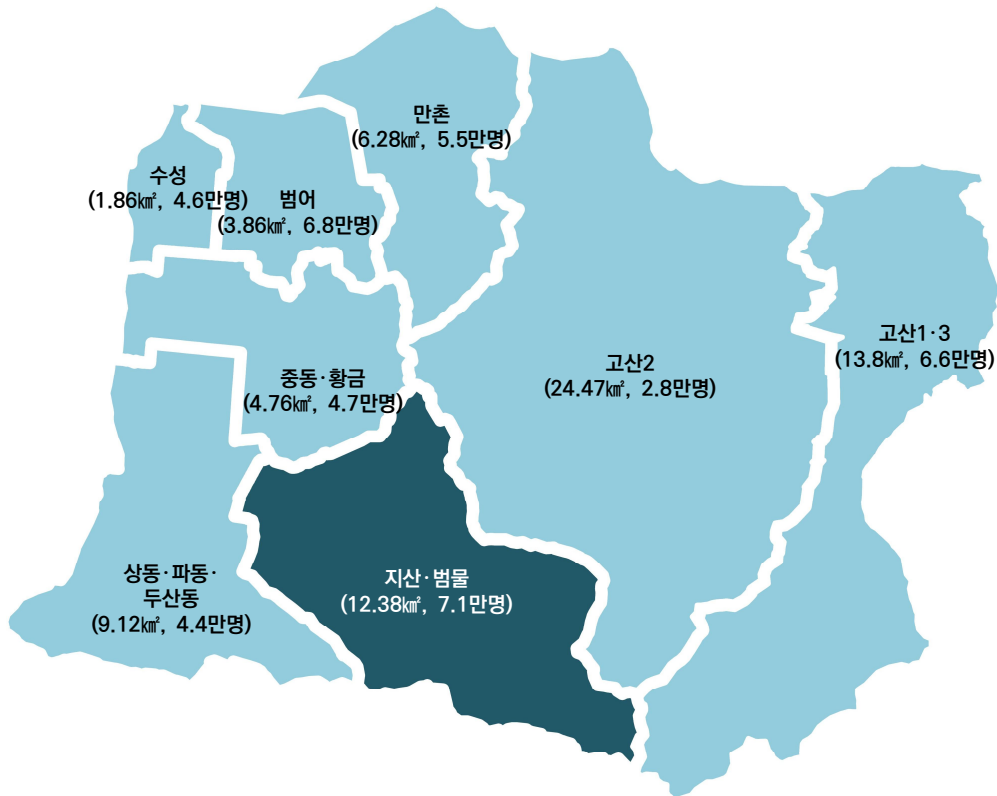 만촌
(6.28㎢, 5.5만명)
수성
(1.86㎢, 4.6만명)
범어
(3.86㎢, 6.8만명)
고산1·3
(13.8㎢, 6.6만명)
고산2
(24.47㎢, 2.8만명)
중동·황금
(4.76㎢, 4.7만명)
상동·파동·
두산동
(9.12㎢, 4.4만명)
지산·범물
(12.38㎢, 7.1만명)